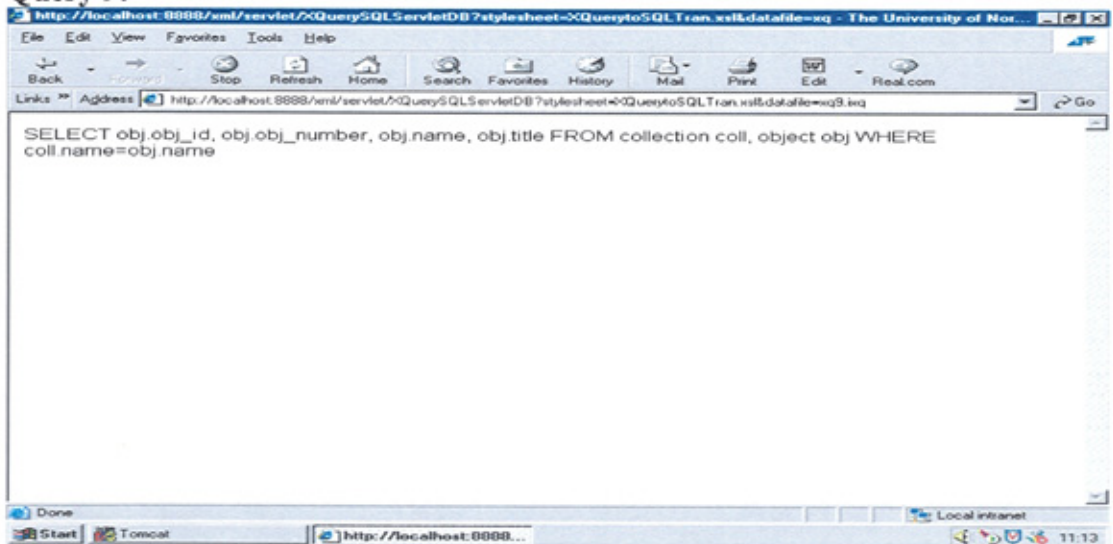 http://localhost:8888/xml/servlet/XQuerySQLServletDB?stylesheet=XQuerytoSQLTran.xsl&datafile=xq - The University of Nor...
File Edit View Favorites Tools Help
Back Forward Stop Refresh Home Search Favorites History Mail Print Edit Real.com
Links » Address http://localhost:8888/xml/servlet/XQuerySQLServletDB?stylesheet=XQuerytoSQLTran.xsl&datafile=xq9.ixq Go
SELECT obj.obj_id, obj.obj_number, obj.name, obj.title FROM collection coll, object obj WHERE
coll.name=obj.name
Done Local intranet
Start Tomcat http://localhost:8888... 11:13